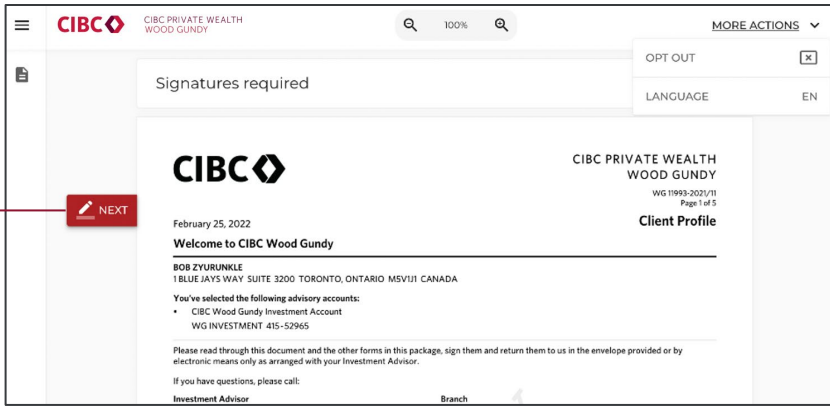 CIBC
CIBC PRIVATE WEALTH
WOOD GUNDY
100%
MORE ACTIONS
OPT OUT
LANGUAGE EN
Signatures required
NEXT
CIBC
CIBC PRIVATE WEALTH
WOOD GUNDY
WG 11993-2021/11
Page 1 of 5
Client Profile
February 25, 2022
Welcome to CIBC Wood Gundy
BOB ZYURUNKLE
1 BLUE JAYS WAY SUITE 3200 TORONTO, ONTARIO M5V1J1 CANADA
You've selected the following advisory accounts:
• CIBC Wood Gundy Investment Account
WG INVESTMENT 415-52965
Please read through this document and the other forms in this package, sign them and return them to us in the envelope provided or by
electronic means only as arranged with your Investment Advisor.
If you have questions, please call:
Investment Advisor Branch